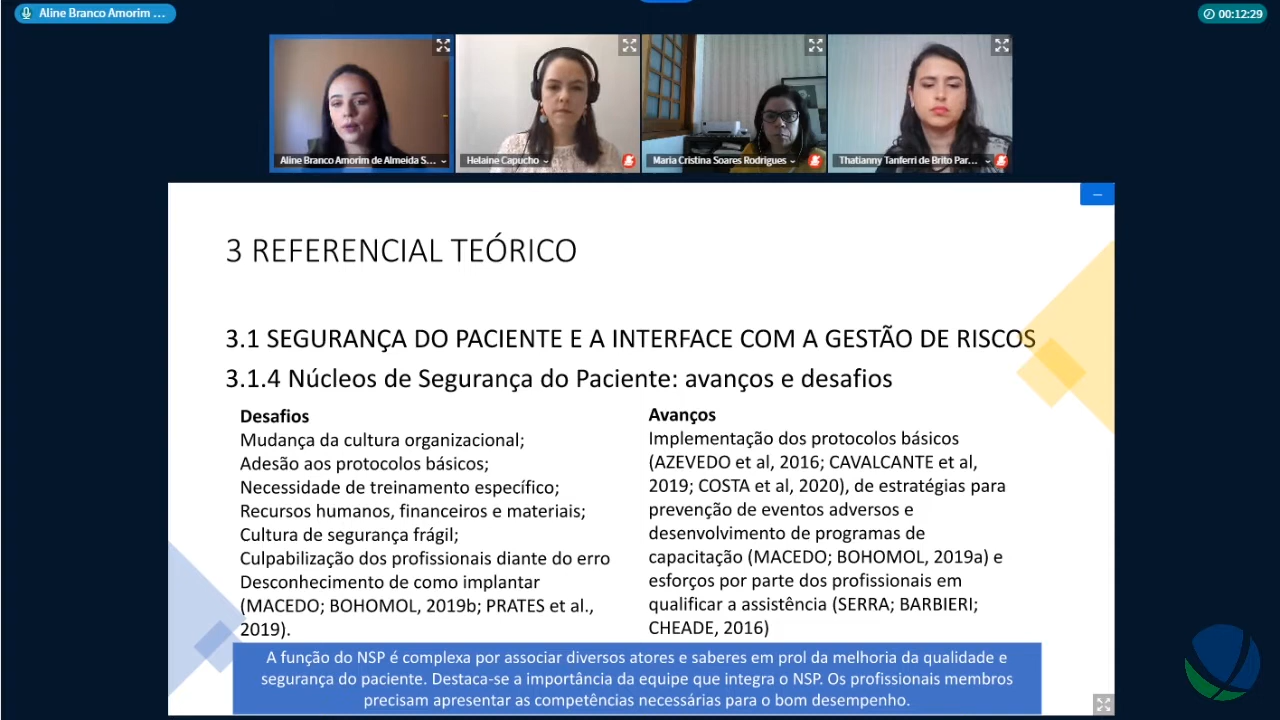 Aline Branco Amorim ...
00:12:29
Aline Branco Amorim de Almeida S...
Helaine Capucho
Maria Cristina Soares Rodrigues
Thatianny Tanferri de Brito Par...
3 REFERENCIAL TEÓRICO
3.1 SEGURANÇA DO PACIENTE E A INTERFACE COM A GESTÃO DE RISCOS
3.1.4 Núcleos de Segurança do Paciente: avanços e desafios
Desafios
Mudança da cultura organizacional;
Adesão aos protocolos básicos;
Necessidade de treinamento específico;
Recursos humanos, financeiros e materiais;
Cultura de segurança frágil;
Culpabilização dos profissionais diante do erro
Desconhecimento de como implantar
(MACEDO; BOHOMOL, 2019b; PRATES et al.,
2019).
Avanços
Implementação dos protocolos básicos
(AZEVEDO et al, 2016; CAVALCANTE et al,
2019; COSTA et al, 2020), de estratégias para
prevenção de eventos adversos e
desenvolvimento de programas de
capacitação (MACEDO; BOHOMOL, 2019a) e
esforços por parte dos profissionais em
qualificar a assistência (SERRA; BARBIERI;
CHEADE, 2016)
A função do NSP é complexa por associar diversos atores e saberes em prol da melhoria da qualidade e
segurança do paciente. Destaca-se a importância da equipe que integra o NSP. Os profissionais membros
precisam apresentar as competências necessárias para o bom desempenho.